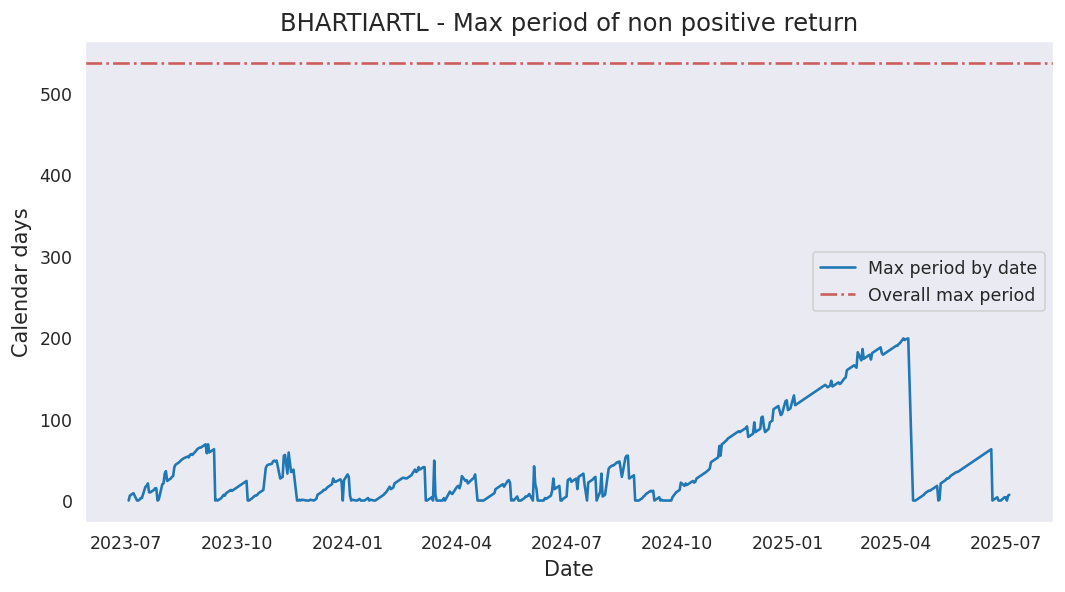 BHARTIARTL - Max period of non positive return
Calendar days
500
400
300
200
100
0
Max period by date
Overall max period
2023-07 2023-10 2024-01 2024-04 2024-07 2024-10 2025-01 2025-04 2025-07
Date